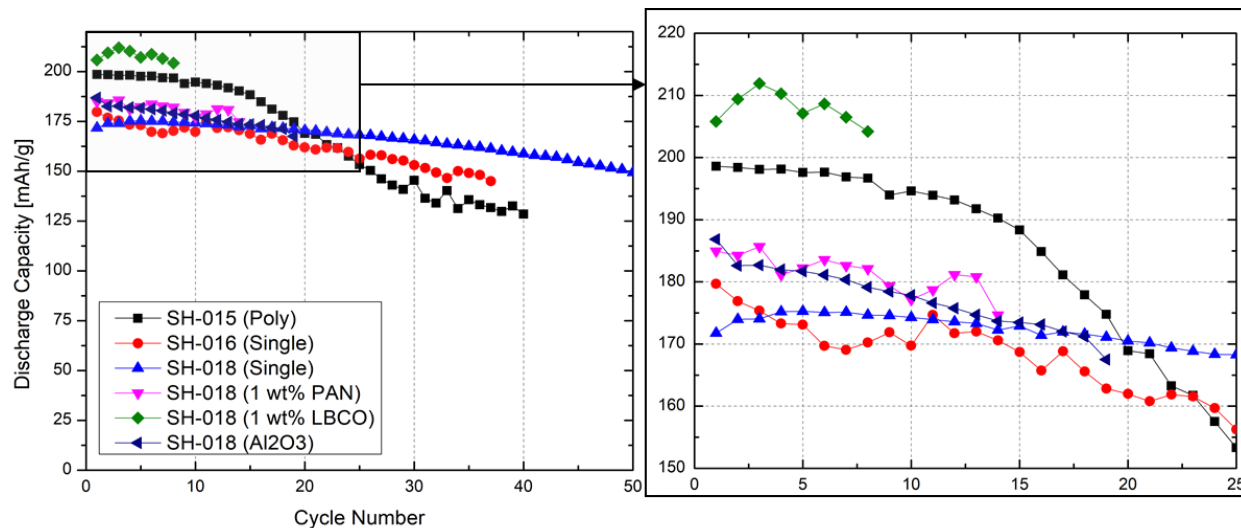 Discharge Capacity [mAh/g]
200
175
150
125
100
75
50
25
0
SH-015 (Poly)
SH-016 (Single)
SH-018 (Single)
SH-018 (1 wt% PAN)
SH-018 (1 wt% LBCO)
SH-018 (Al2O3)
0 10 20 30 40 50
Cycle Number
220
210
200
190
180
170
160
150
0 5 10 15 20 25